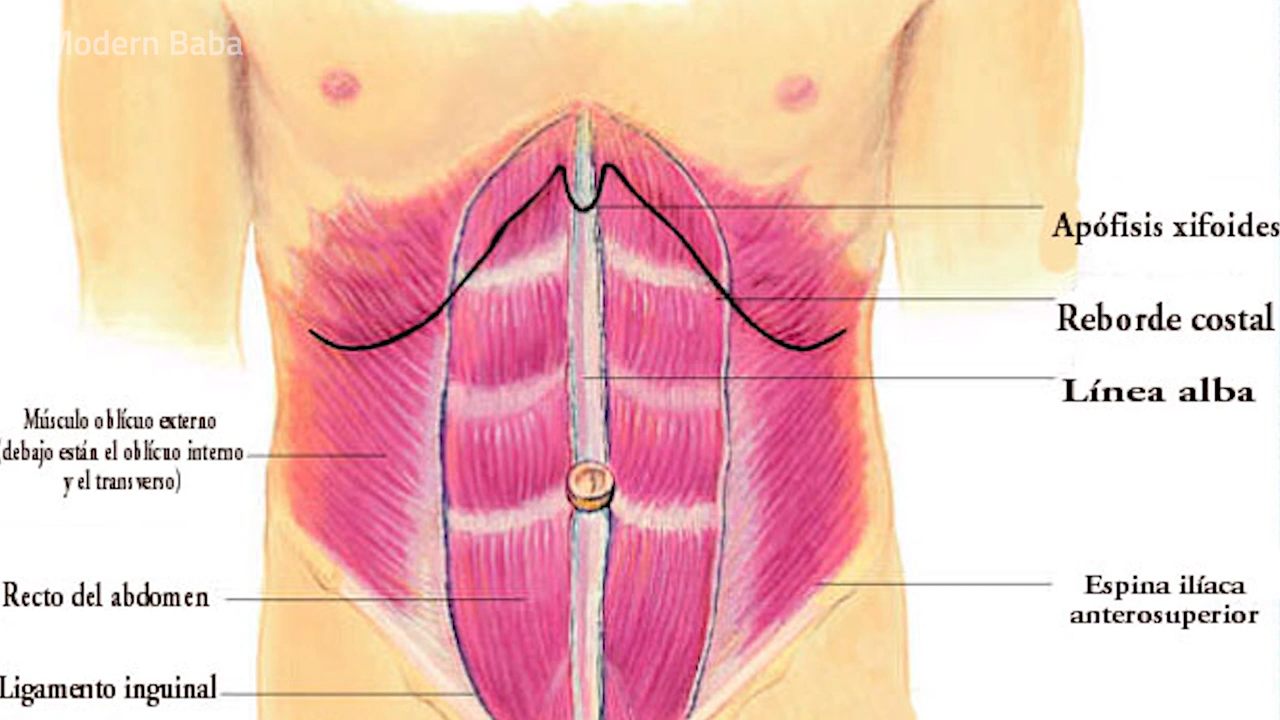 Modern Baba
Apófisis xifoides
Reborde costal
Línea alba
Músculo oblícuo externo
(debajo están el oblícuo interno
y el transverso)
Recto del abdomen
Espina ilíaca
anterosuperior
Ligamento inguinal